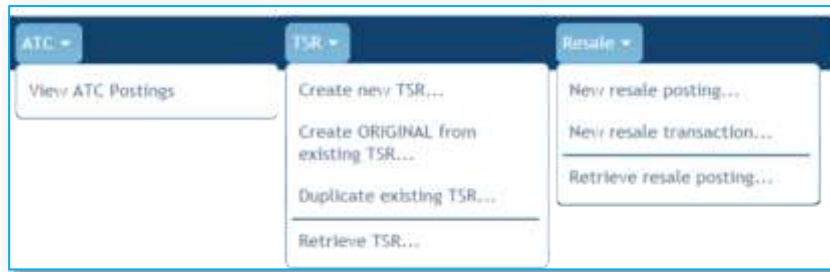 ATC
View ATC Postings
TSR
Create new TSR...
Create ORIGINAL from
existing TSR...
Duplicate existing TSR...
Retrieve TSR...
Resale
New resale posting...
New resale transaction...
Retrieve resale posting...